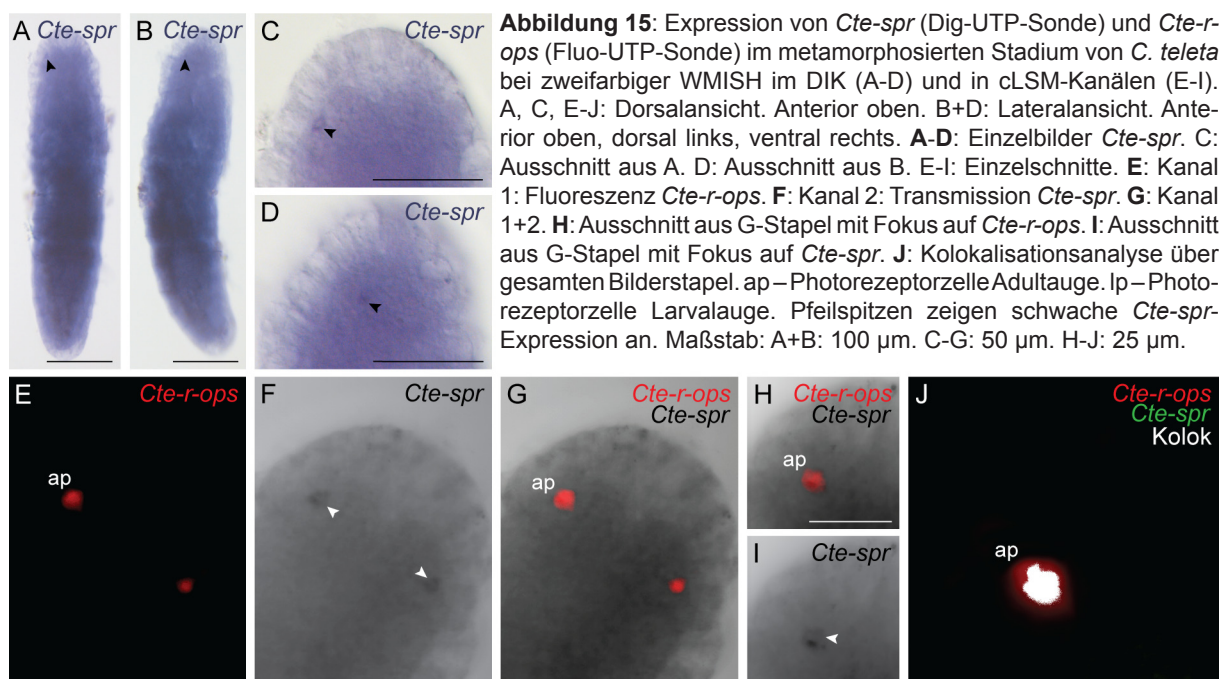 A Cte-spr
B Cte-spr
C Cte-spr
D Cte-spr
Abbildung 15: Expression von Cte-spr (Dig-UTP-Sonde) und Cte-r-
ops (Fluo-UTP-Sonde) im metamorphosierten Stadium von C. teleta
bei zweifarbiger WMISH im DIK (A-D) und in cLSM-Kanälen (E-I).
A, C, E-J: Dorsalansicht. Anterior oben. B+D: Lateralansicht. Ante-
rior oben, dorsal links, ventral rechts. A-D: Einzelbilder Cte-spr. C:
Ausschnitt aus A. D: Ausschnitt aus B. E-I: Einzelschnitte. E: Kanal
1: Fluoreszenz Cte-r-ops. F: Kanal 2: Transmission Cte-spr. G: Kanal
1+2. H: Ausschnitt aus G-Stapel mit Fokus auf Cte-r-ops. I: Ausschnitt
aus G-Stapel mit Fokus auf Cte-spr. J: Kolokalisationsanalyse über
gesamten Bilderstapel. ap – Photorezeptorzelle Adultauge. lp – Photo-
rezeptorzelle Larvalauge. Pfeilspitzen zeigen schwache Cte-spr-
Expression an. Maßstab: A+B: 100 µm. C-G: 50 µm. H-J: 25 µm.
E Cte-r-ops
ap
F Cte-spr
G Cte-r-ops
Cte-spr
ap
H Cte-r-ops
Cte-spr
ap
I Cte-spr
J Cte-r-ops
Cte-spr
Kolok
ap